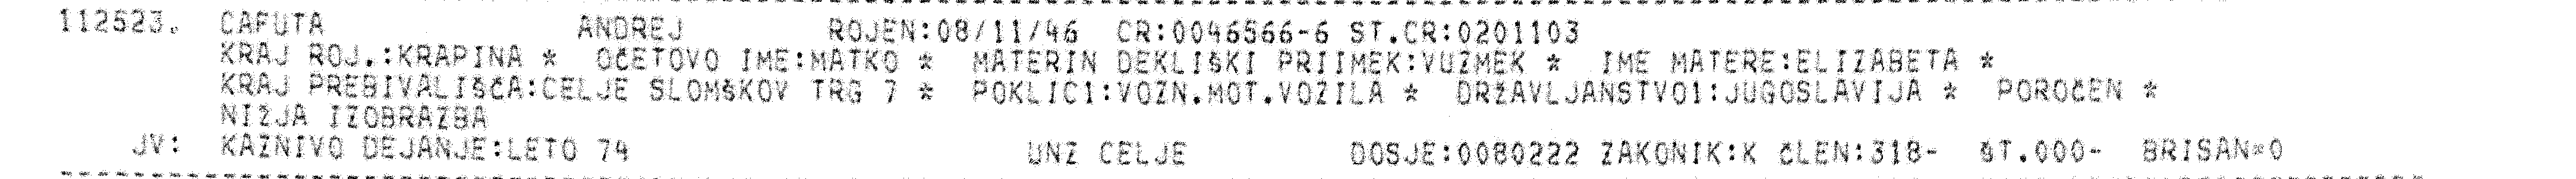 112523. CAFUTA ANDREJ ROJEN:08/11/46 CR:0046566-6 ST.CR:0201103
KRAJ ROJ.:KRAPINA * OČETOVO IME:MATKO * MATERIN DEKLIŠKI PRIIMEK:VUZMEK * IME MATERE:ELIZABETA *
KRAJ PREBIVALIŠČA:CELJE SLOMŠKOV TRG 7 * POKLIC1:VOZN.MOT.VOZILA * DRŽAVLJANSTVO1:JUGOSLAVIJA * POROČEN *
NIŽJA IZOBRAZBA
JV: KAZNIVO DEJANJE:LETO 74 UNZ CELJE DOSJE:0080222 ZAKONIK:K ČLEN:318- ŠT.000- BRISAN=0